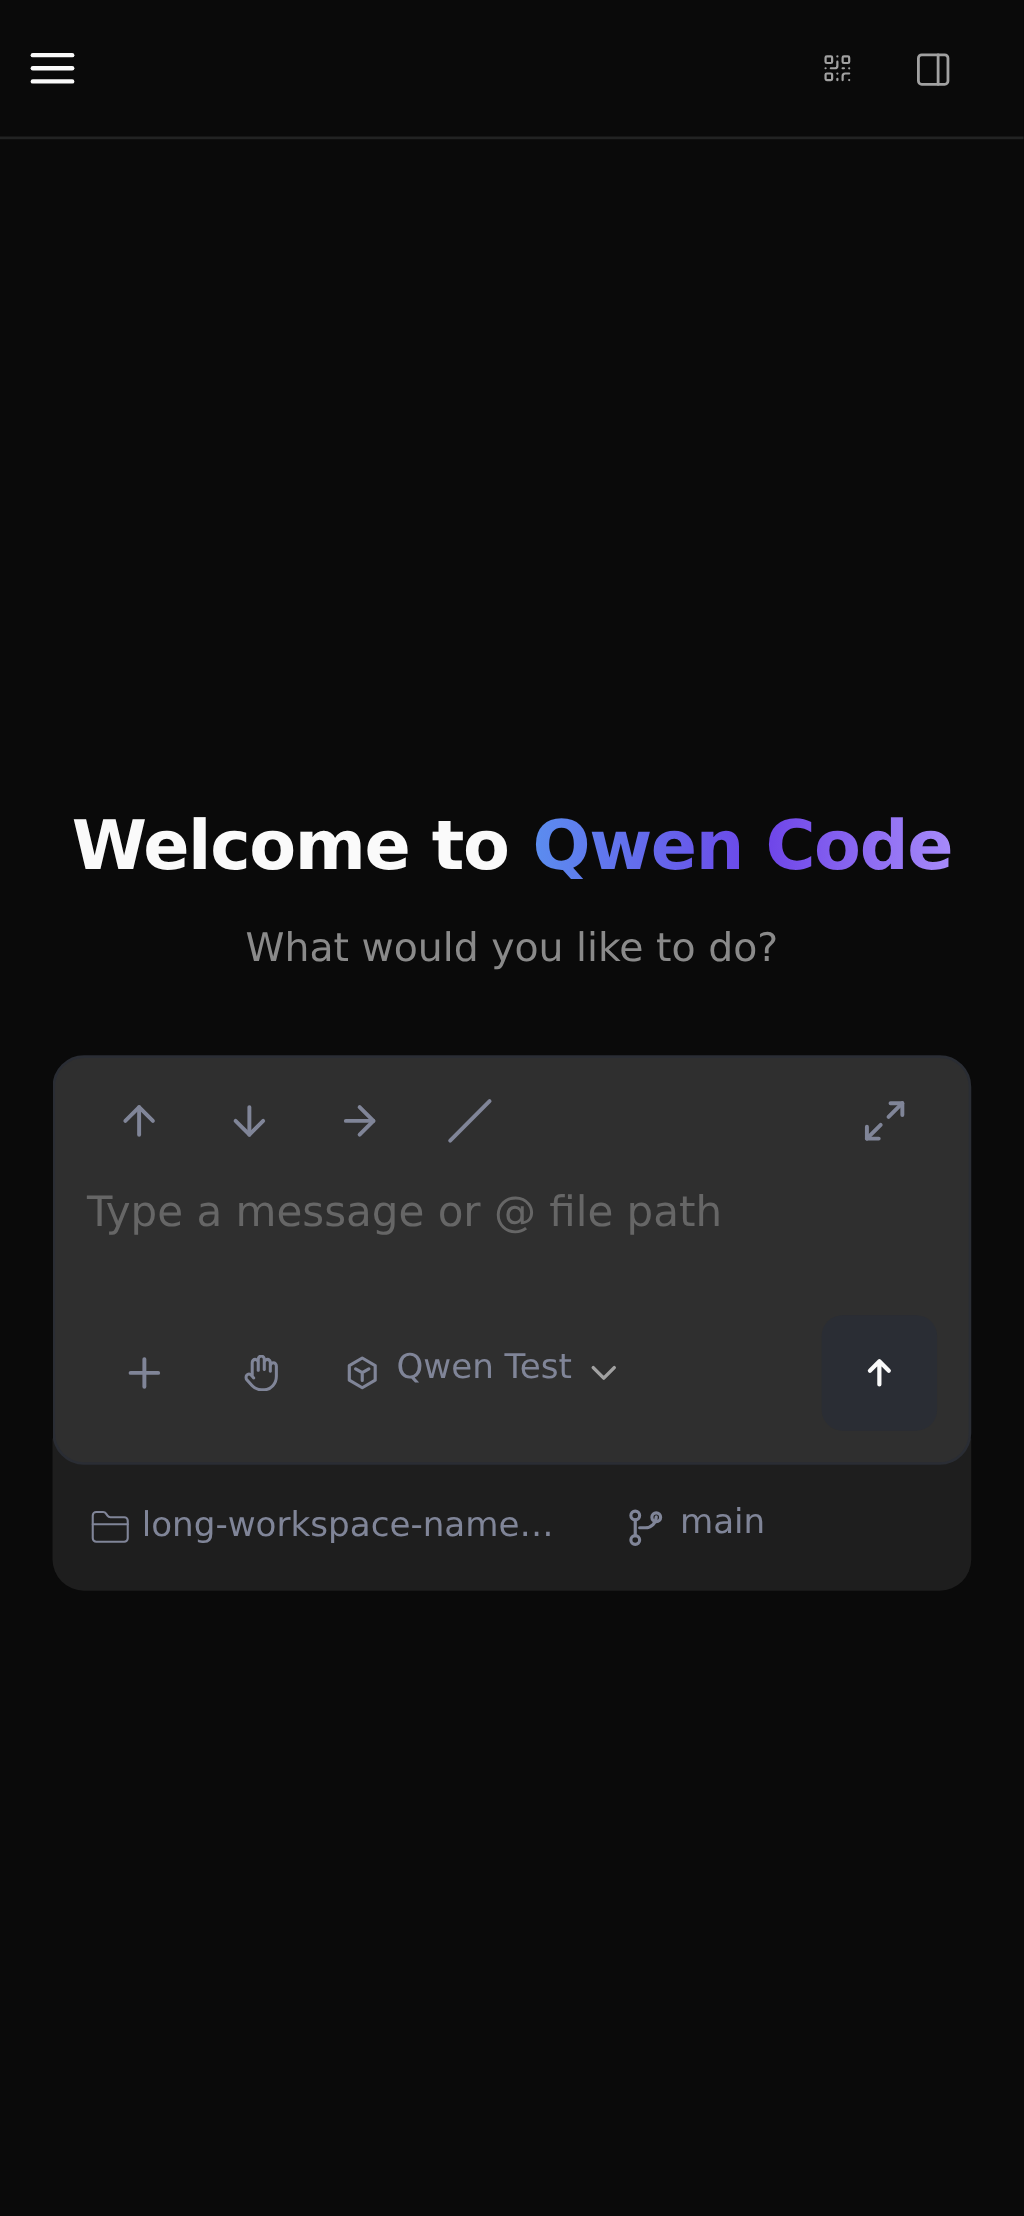 Welcome to Qwen Code
What would you like to do?
Type a message or @ file path
Qwen Test
long-workspace-name...
main